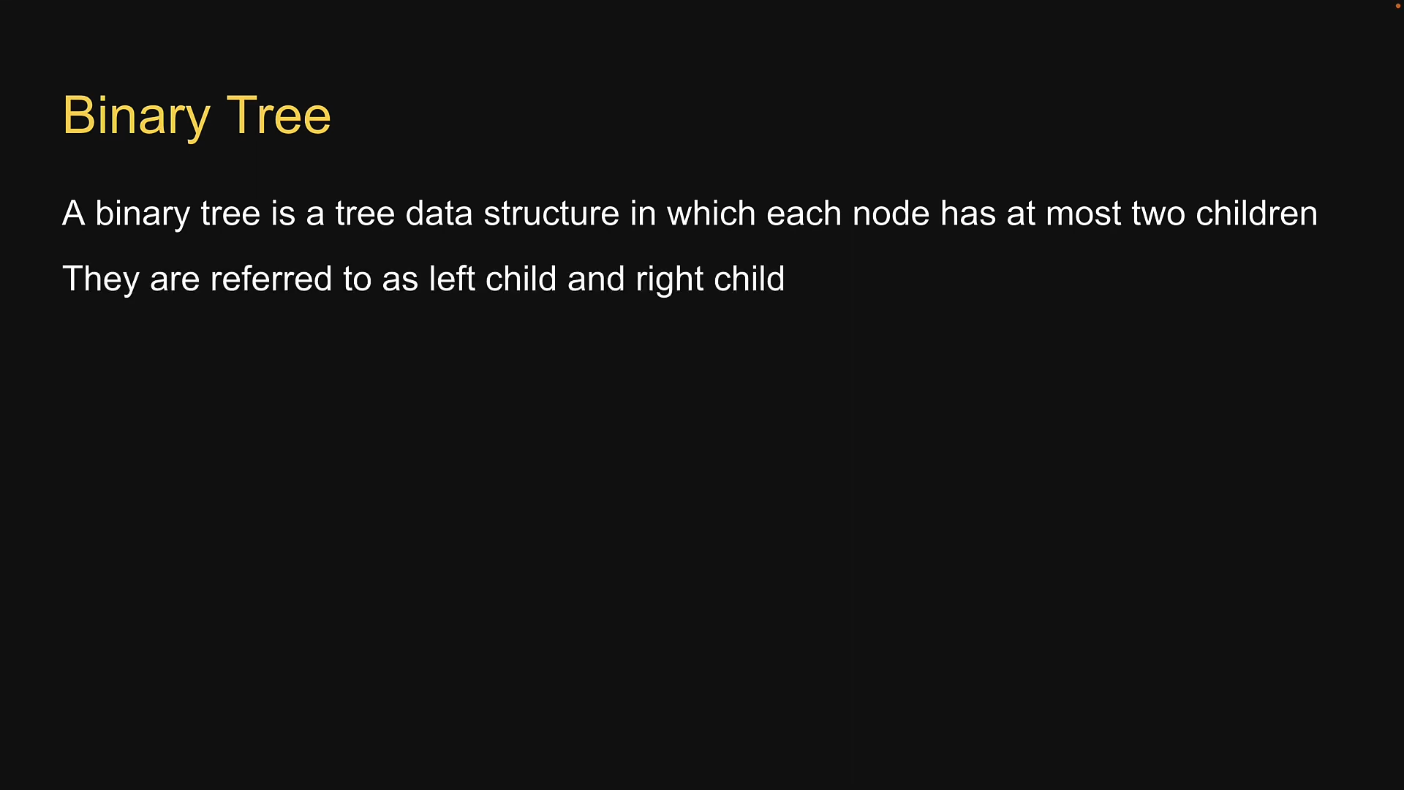 Binary Tree
A binary tree is a tree data structure in which each node has at most two children
They are referred to as left child and right child